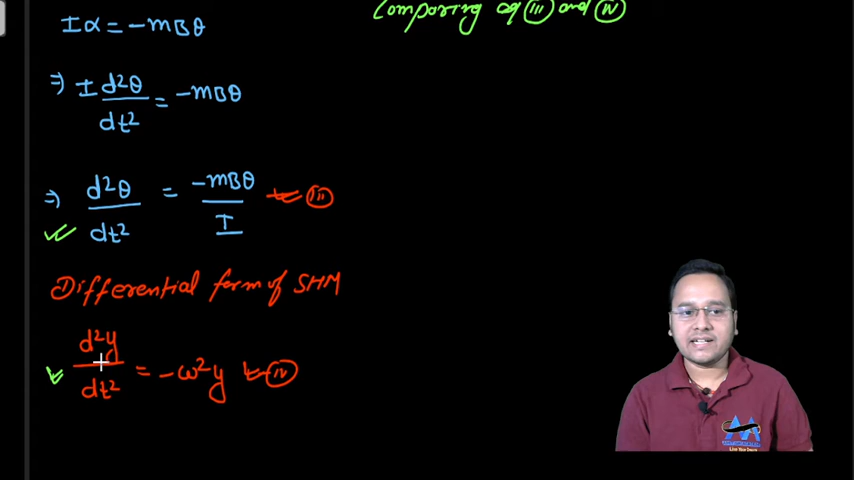 Iα = -mBθ
⇒ I d²θ/dt² = -mBθ
⇒ d²θ/dt² = -mBθ/I (iii)
Differential form of SHM
d²y/dt² = -ω²y (iv)
Comparing eq (iii) and (iv)